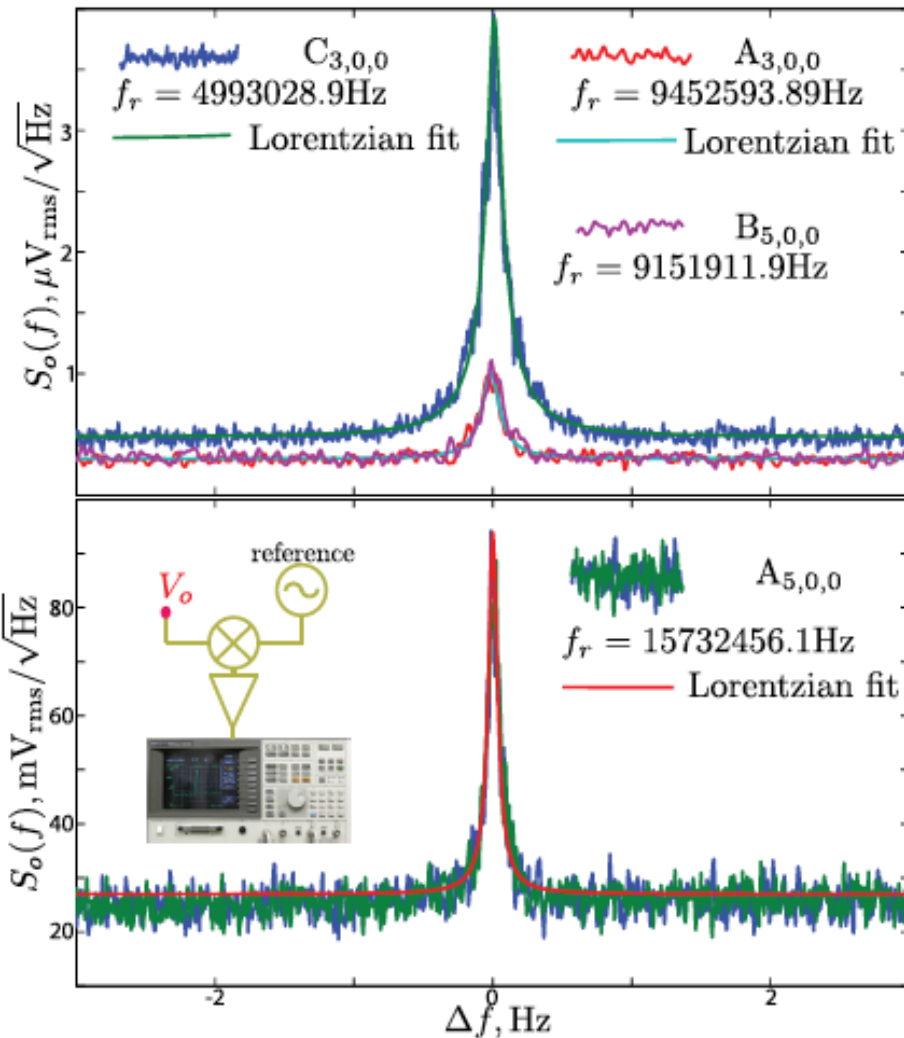 C3,0,0
fr = 4993028.9Hz
Lorentzian fit
A3,0,0
fr = 9452593.89Hz
Lorentzian fit
B5,0,0
fr = 9151911.9Hz
So(f), μVrms/√Hz
3
2
1
reference
Vo
A5,0,0
fr = 15732456.1Hz
Lorentzian fit
So(f), mVrms/√Hz
80
60
40
20
-2
0
2
Δf, Hz